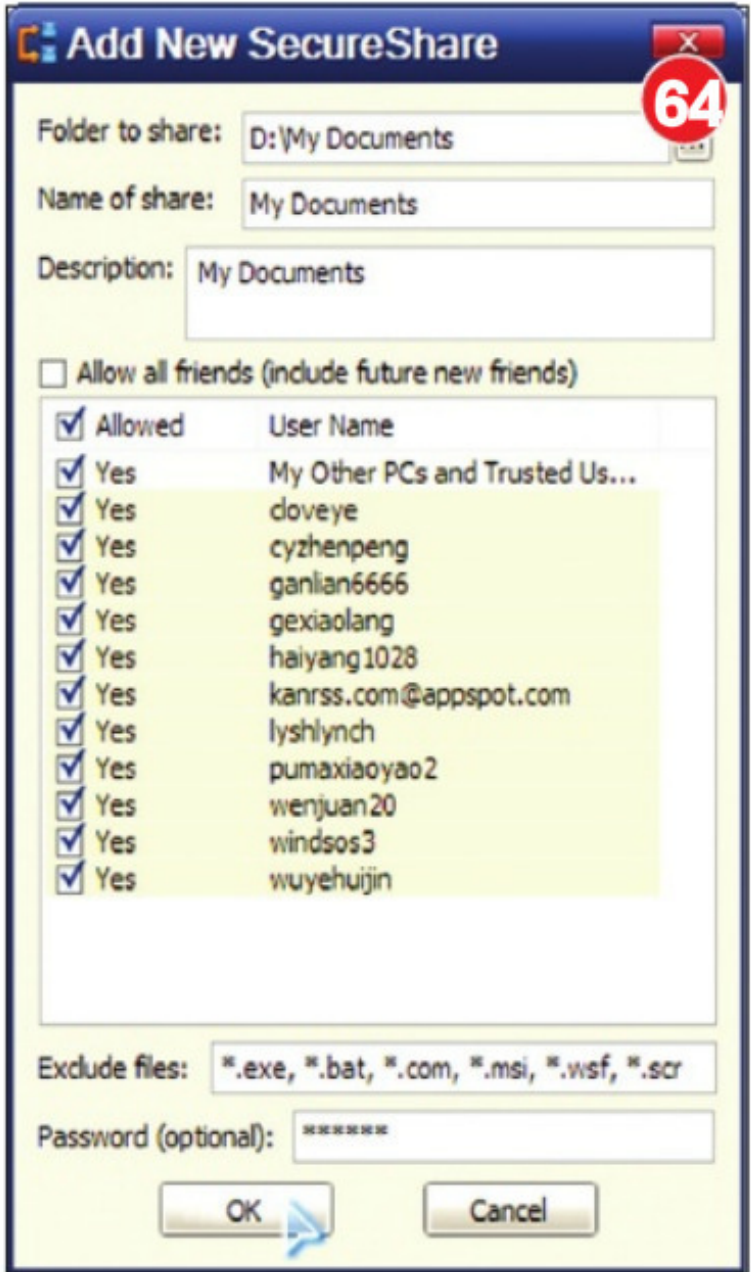 Add New SecureShare
64
Folder to share: D:\My Documents
Name of share: My Documents
Description: My Documents
Allow all friends (include future new friends)
Allowed User Name
Yes My Other PCs and Trusted Us...
Yes cloveye
Yes cyzhenpeng
Yes ganlian6666
Yes gexiaolang
Yes haiyang1028
Yes kanrss.com@appspot.com
Yes lyshlynch
Yes pumaxiaoyao2
Yes wenjuan20
Yes windsos3
Yes wuyehuijin
Exclude files: *.exe, *.bat, *.com, *.msi, *.wsf, *.scr
Password (optional): ******
OK Cancel